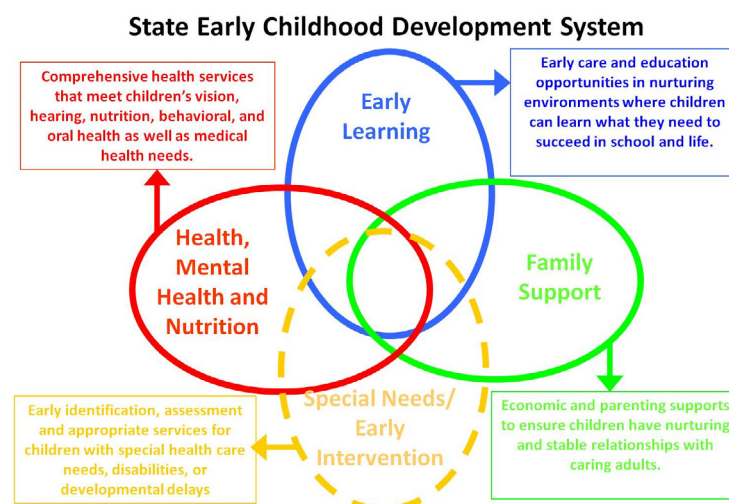 State Early Childhood Development System
Comprehensive health services
that meet children's vision,
hearing, nutrition, behavioral, and
oral health as well as medical
health needs.
Early
Learning
Early care and education
opportunities in nurturing
environments where children
can learn what they need to
succeed in school and life.
Health,
Mental
Health and
Nutrition
Family
Support
Early identification, assessment
and appropriate services for
children with special health care
needs, disabilities, or
developmental delays
Special Needs/
Early
Intervention
Economic and parenting supports
to ensure children have nurturing
and stable relationships with
caring adults.